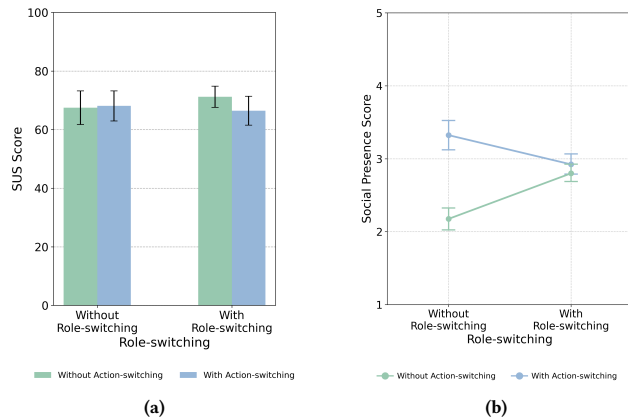 100
80
60
40
20
0
SUS Score
Without
Role-switching
With
Role-switching
Role-switching
Without Action-switching
With Action-switching
(a)
5
4
3
2
1
Social Presence Score
Without
Role-switching
With
Role-switching
Role-switching
Without Action-switching
With Action-switching
(b)